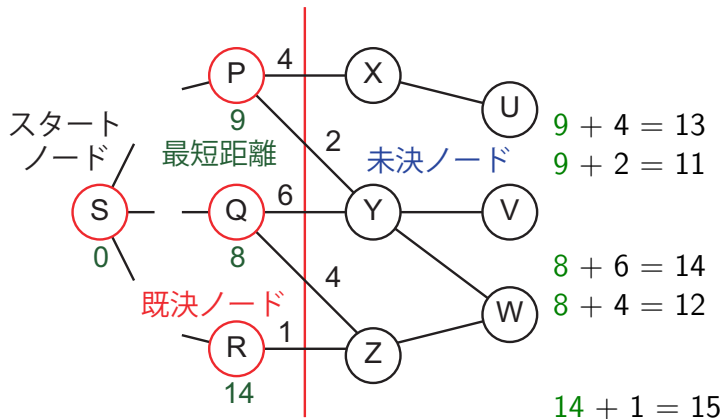 P
4
X
U
9
9 + 4 = 13
スタート
ノード
最短距離
2
未決ノード
9 + 2 = 11
S
0
Q
6
Y
V
8
4
8 + 6 = 14
8 + 4 = 12
既決ノード
W
R
1
Z
14
14 + 1 = 15